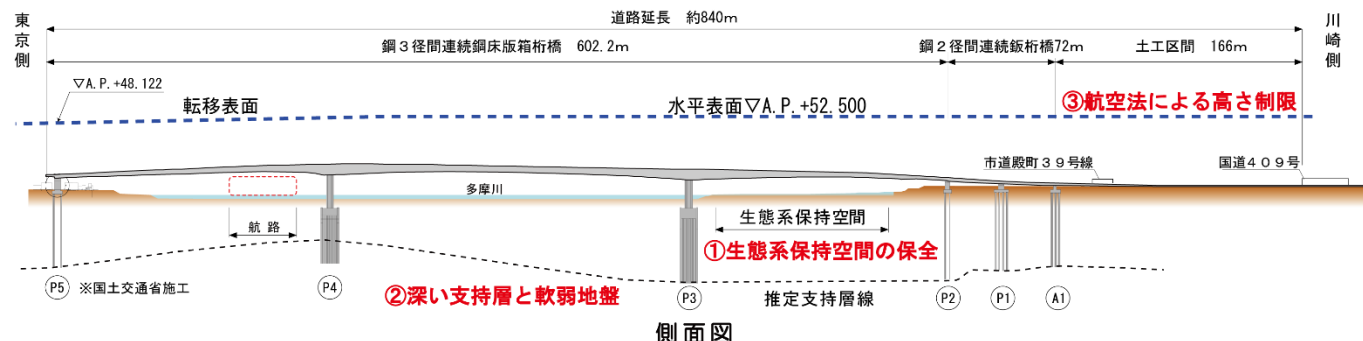 東京側
道路延長　約840m
川崎側
鋼３径間連続鋼床版箱桁橋　602.2m
鋼２径間連続鈑桁橋72m
土工区間　166m
▽A.P.+48.122
転移表面
水平表面▽A.P.+52.500
③航空法による高さ制限
市道殿町３９号線
国道４０９号
多摩川
航路
生態系保持空間
①生態系保持空間の保全
P5
※国土交通省施工
P4
②深い支持層と軟弱地盤
P3
推定支持層線
P2
P1
A1
側面図